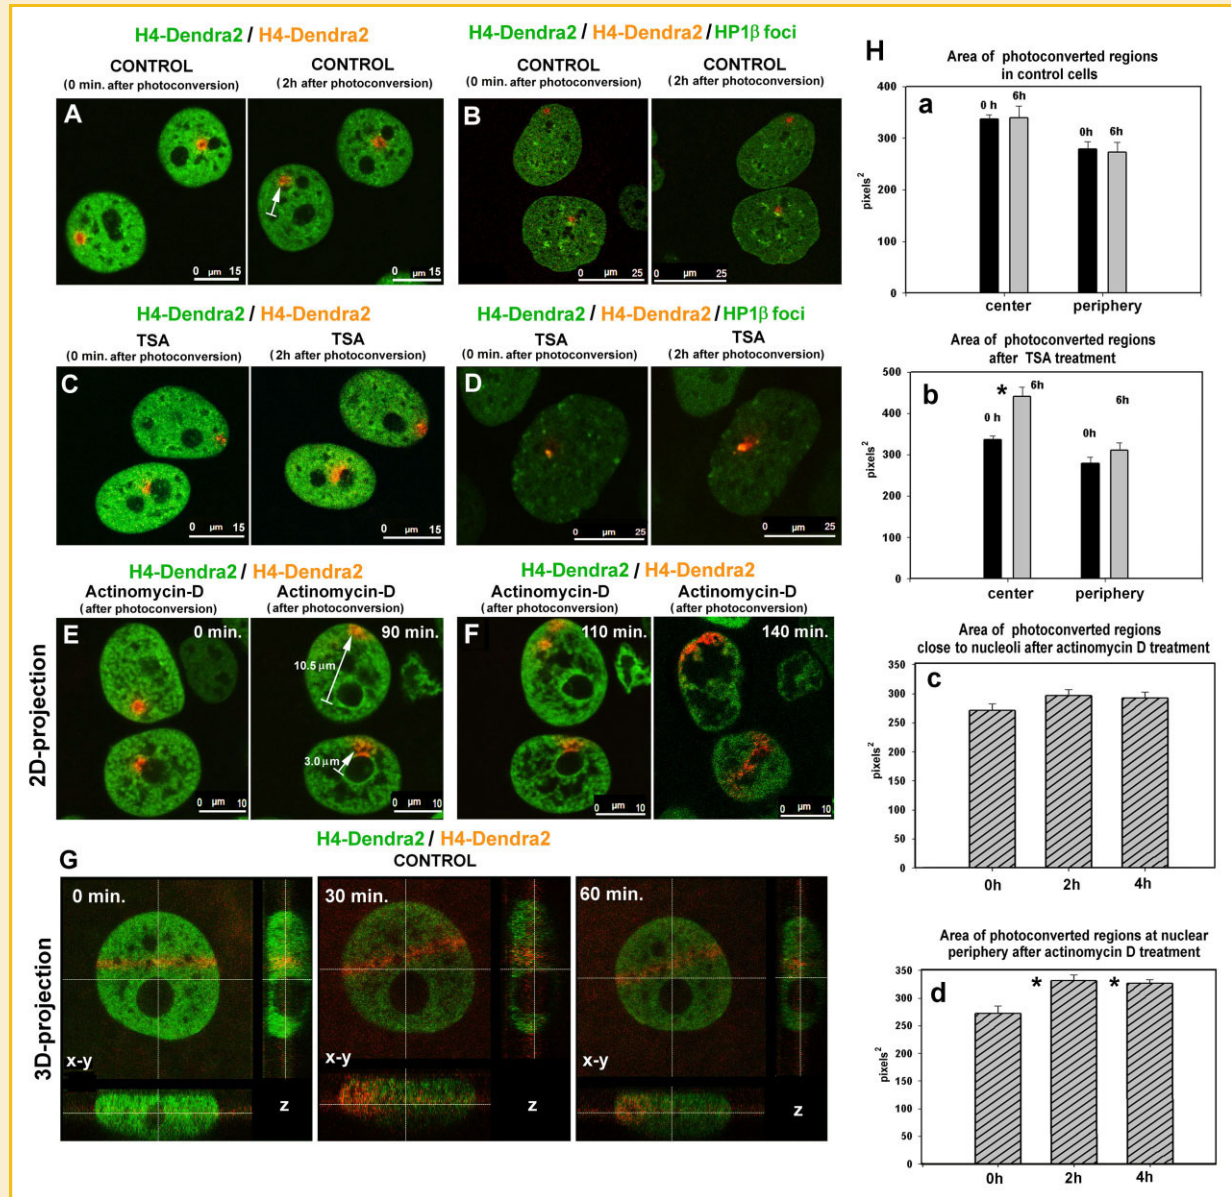 H4-Dendra2 / H4-Dendra2
CONTROL
(0 min. after photoconversion)
CONTROL
(2h after photoconversion)
A
0 µm 15
0 µm 15
H4-Dendra2 / H4-Dendra2 / HP1β foci
CONTROL
(0 min. after photoconversion)
CONTROL
(2h after photoconversion)
B
0 µm 25
0 µm 25
H4-Dendra2 / H4-Dendra2
TSA
(0 min. after photoconversion)
TSA
(2h after photoconversion)
C
0 µm 15
0 µm 15
H4-Dendra2 / H4-Dendra2 / HP1β foci
TSA
(0 min. after photoconversion)
TSA
(2h after photoconversion)
D
0 µm 25
0 µm 25
2D-projection
H4-Dendra2 / H4-Dendra2
Actinomycin-D
(after photoconversion)
Actinomycin-D
(after photoconversion)
E
0 min.
90 min.
10.5 µm
3.0 µm
0 µm 10
0 µm 10
H4-Dendra2 / H4-Dendra2
Actinomycin-D
(after photoconversion)
Actinomycin-D
(after photoconversion)
F
110 min.
140 min.
0 µm 10
0 µm 10
3D-projection
H4-Dendra2 / H4-Dendra2
CONTROL
G
0 min.
30 min.
60 min.
x-y
z
x-y
z
x-y
z
H
Area of photoconverted regions
in control cells
a
pixels²
400
300
200
100
0
0 h
6h
0h
6h
center
periphery
Area of photoconverted regions
after TSA treatment
b
pixels²
500
400
300
200
100
0
0 h
*
6h
0h
6h
center
periphery
Area of photoconverted regions
close to nucleoli after actinomycin D treatment
c
pixels²
350
300
250
200
150
100
50
0
0h
2h
4h
Area of photoconverted regions at nuclear
periphery after actinomycin D treatment
d
pixels²
350
300
250
200
150
100
50
0
*
*
0h
2h
4h